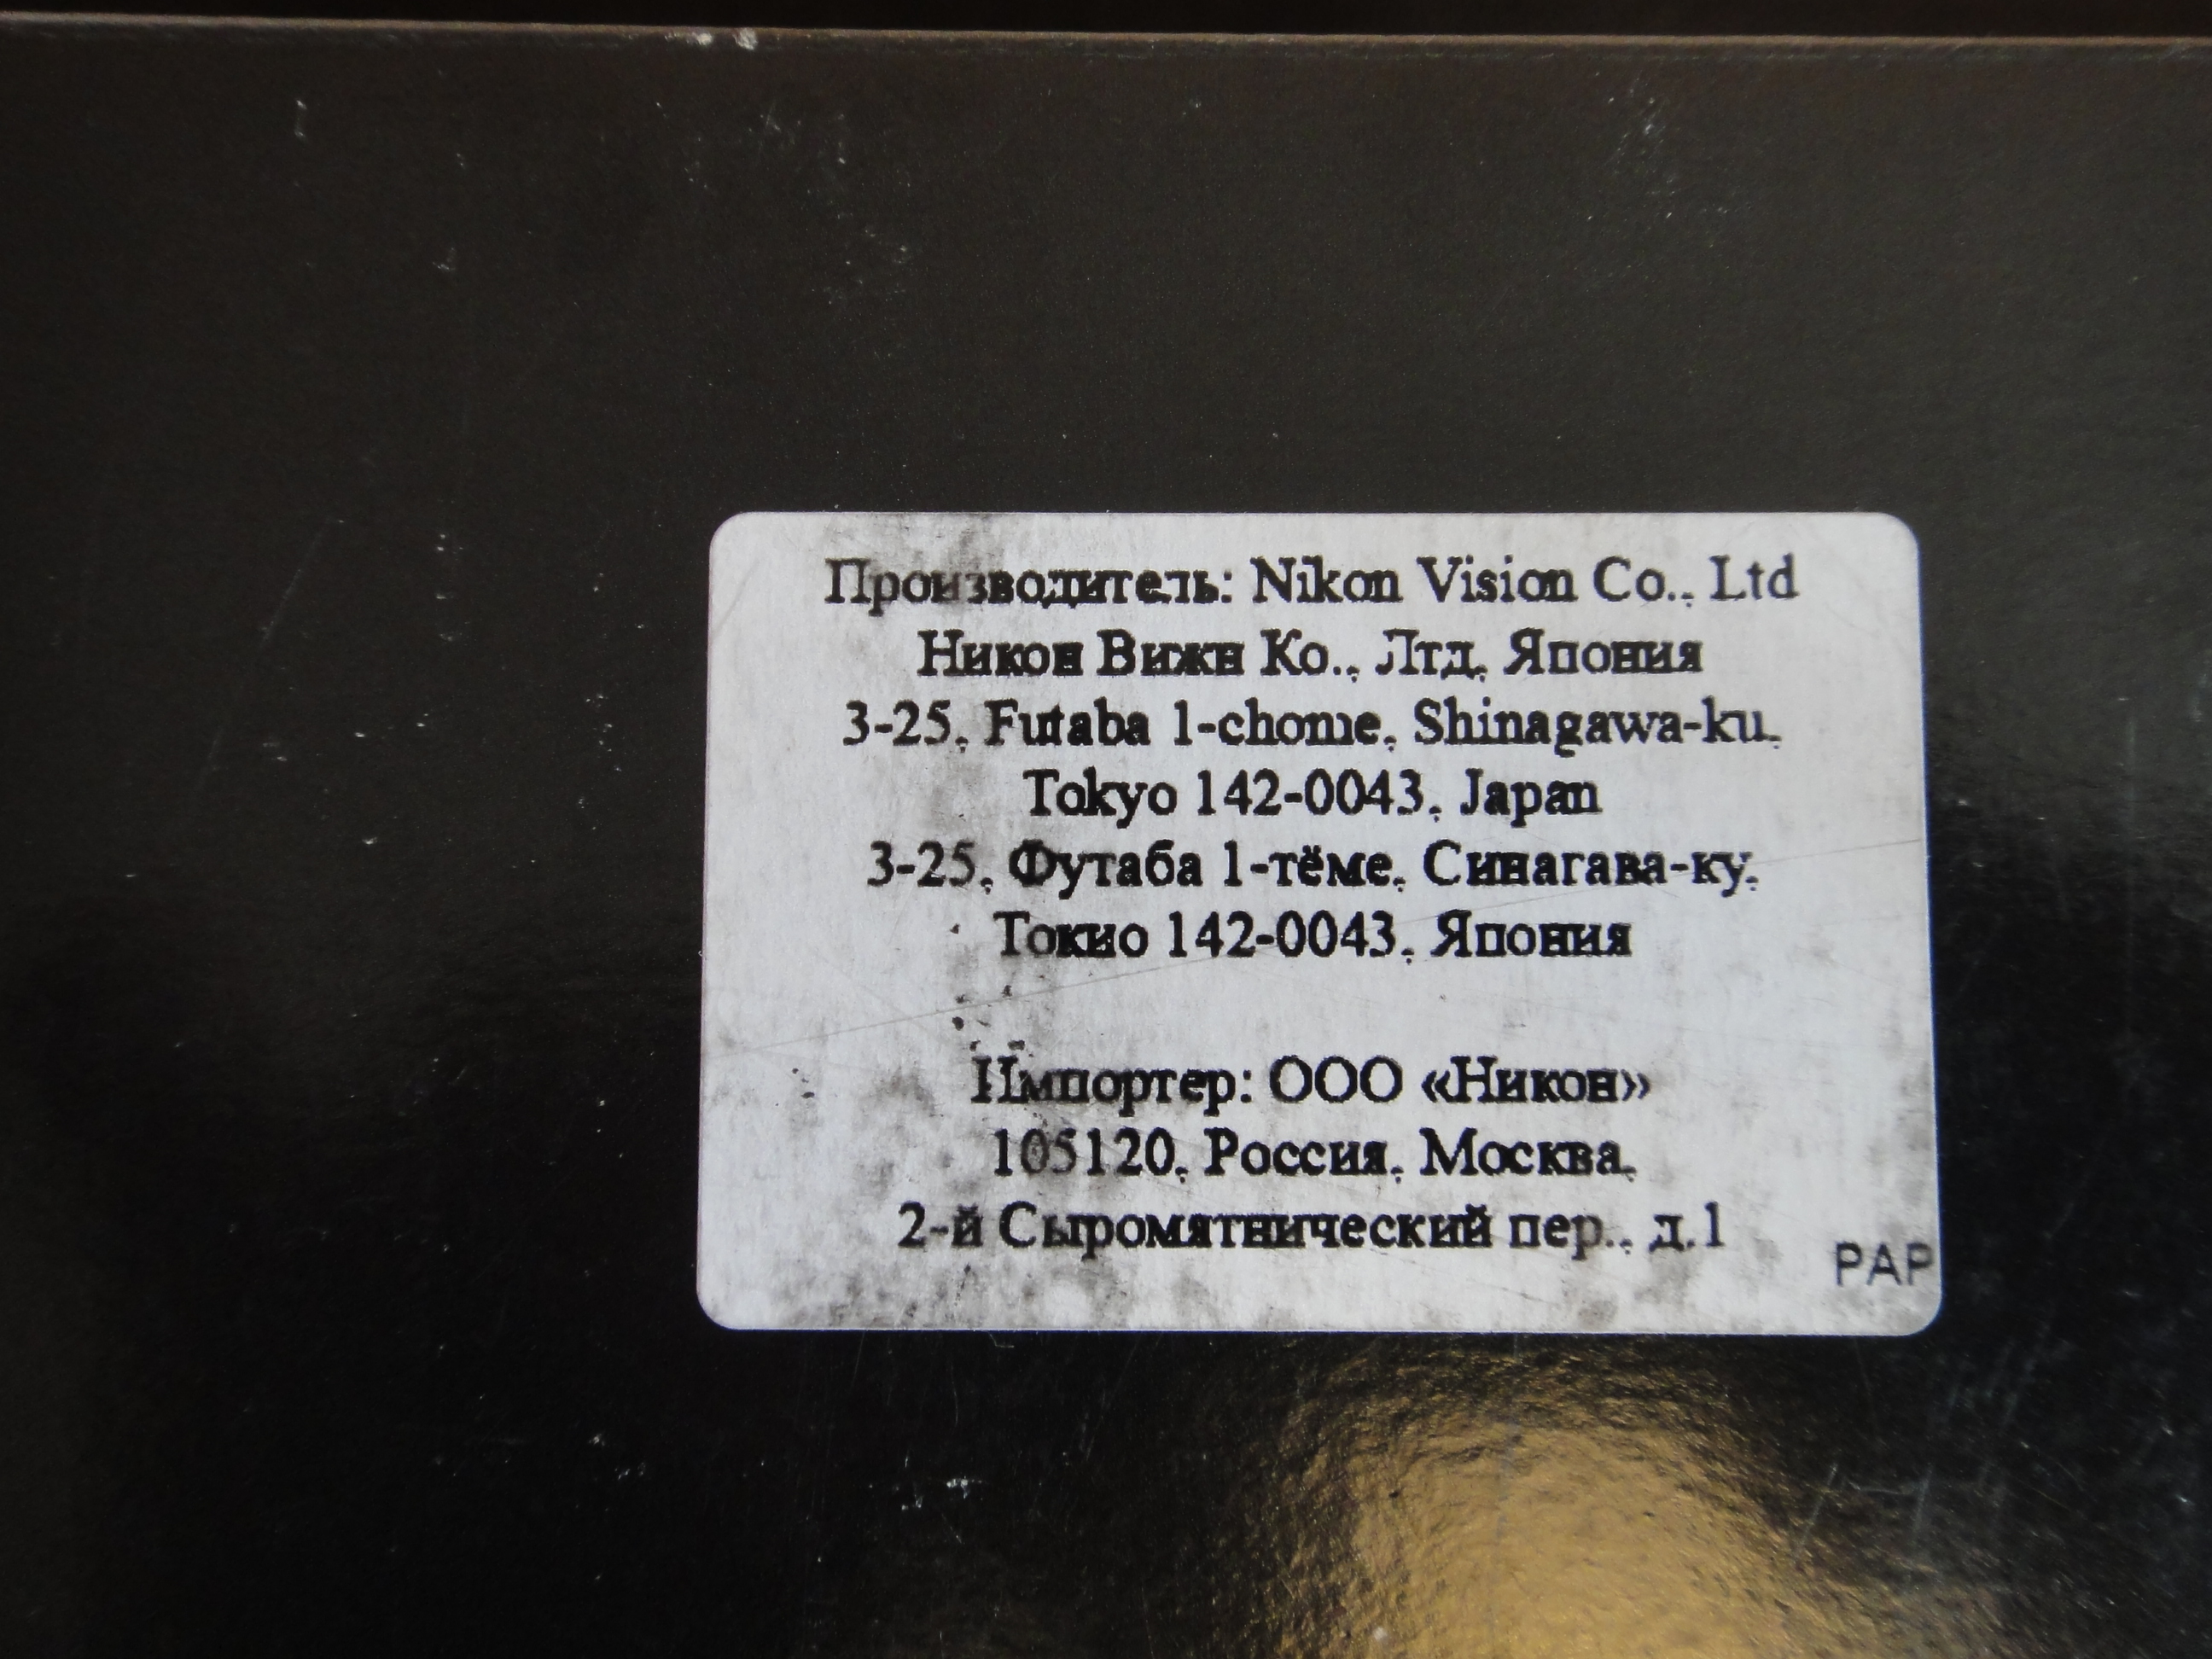 Производитель: Nikon Vision Co., Ltd
Никон Вижн Ко., Лтд, Япония
3-25, Futaba 1-chome, Shinagawa-ku,
Tokyo 142-0043, Japan
3-25, Футаба 1-тёме, Синагава-ку,
Токио 142-0043, Япония
Импортер: ООО «Никон»
105120, Россия, Москва,
2-й Сыромятнический пер., д.1
PAP